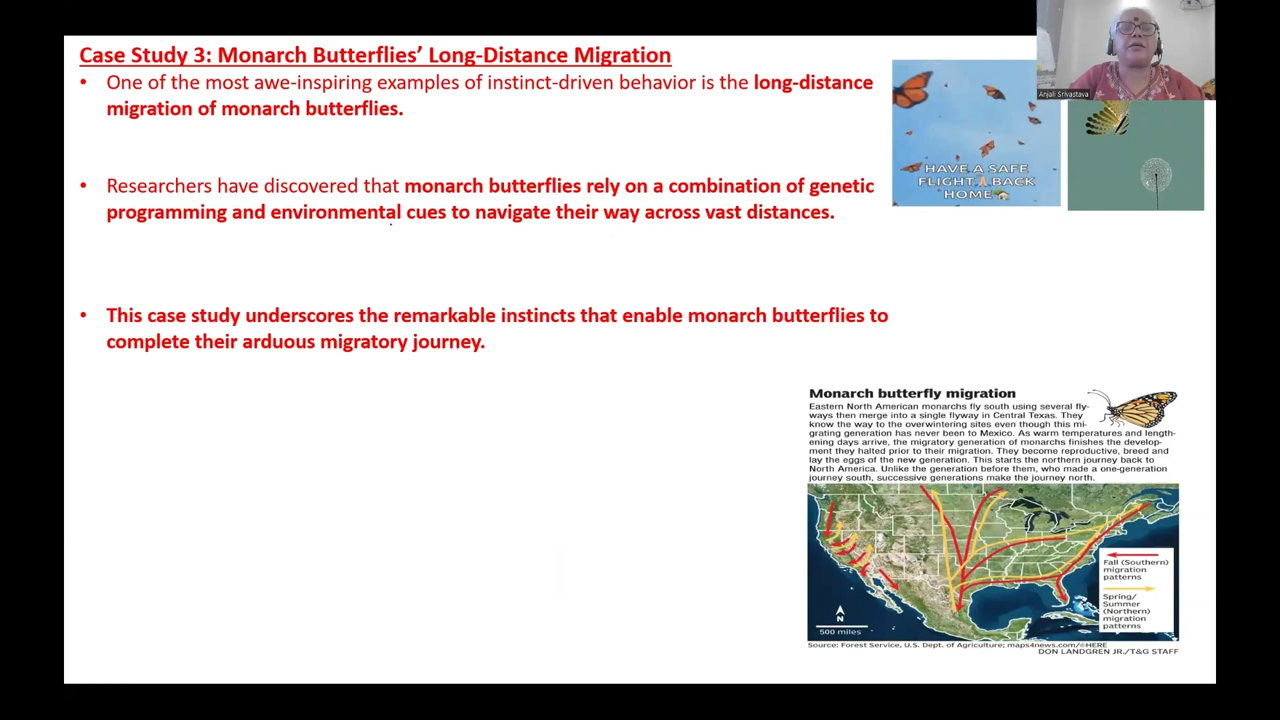 Case Study 3: Monarch Butterflies’ Long-Distance Migration
• One of the most awe-inspiring examples of instinct-driven behavior is the long-distance
migration of monarch butterflies.
• Researchers have discovered that monarch butterflies rely on a combination of genetic
programming and environmental cues to navigate their way across vast distances.
• This case study underscores the remarkable instincts that enable monarch butterflies to
complete their arduous migratory journey.
Anjali Srivastava
HAVE A SAFE
FLIGHT BACK
HOME
Monarch butterfly migration
Eastern North American monarchs fly south using several fly-
ways then merge into a single flyway in Central Texas. They
know the way to the overwintering sites even though this mi-
grating generation has never been to Mexico. As warm temperatures and length-
ening days arrive, the migratory generation of monarchs finishes the develop-
ment they halted prior to their migration. They become reproductive, breed and
lay the eggs of the new generation. This starts the northern journey back to
North America. Unlike the generation before them, who made a one-generation
journey south, successive generations make the journey north.
Fall (Southern)
migration
patterns
Spring/
Summer
(Northern)
migration
patterns
N
500 miles
Source: Forest Service, U.S. Dept. of Agriculture; maps4news.com/©HERE
DON LANDGREN JR./T&G STAFF